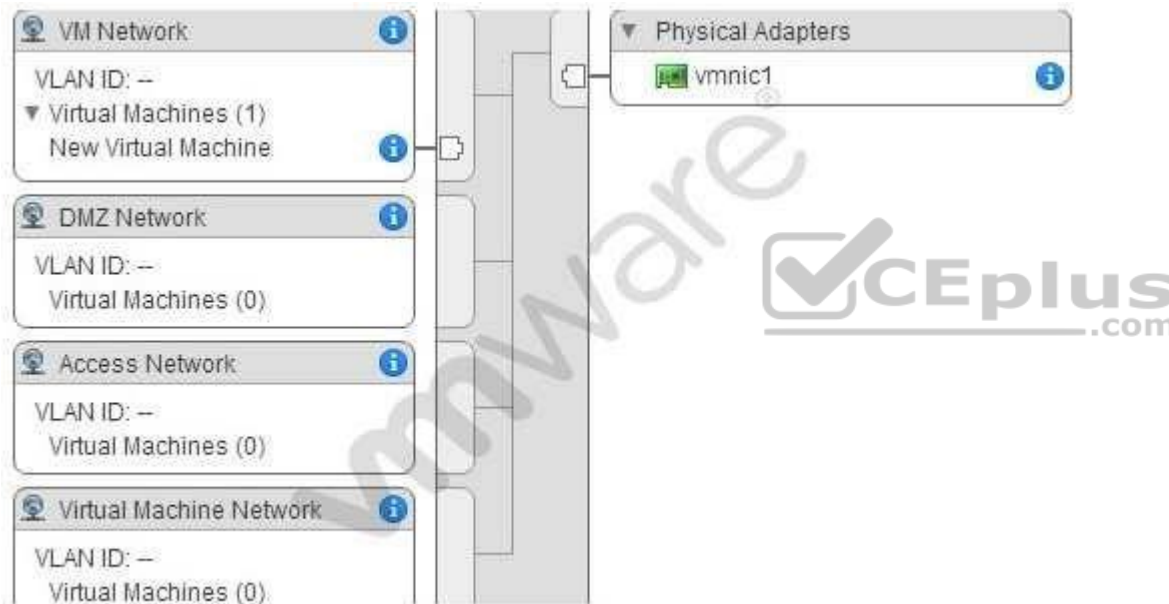 VM Network
VLAN ID: --
Virtual Machines (1)
New Virtual Machine
DMZ Network
VLAN ID: --
Virtual Machines (0)
Access Network
VLAN ID: --
Virtual Machines (0)
Virtual Machine Network
VLAN ID: --
Virtual Machines (0)
Physical Adapters
vmnic1
vmware®
CEplus
.com